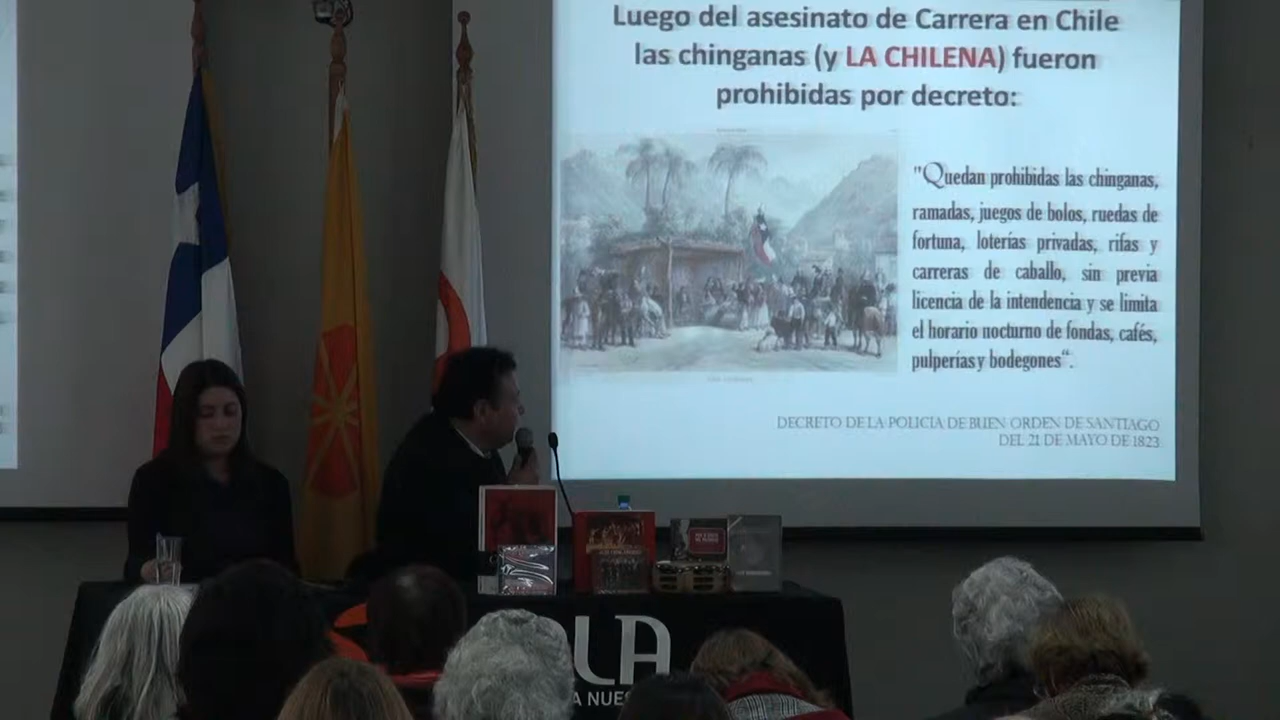 Luego del asesinato de Carrera en Chile
las chinganas (y LA CHILENA) fueron
prohibidas por decreto:
"Quedan prohibidas las chinganas,
ramadas, juegos de bolos, ruedas de
fortuna, loterías privadas, rifas y
carreras de caballo, sin previa
licencia de la intendencia y se limita
el horario nocturno de fondas, cafés,
pulperías y bodegones".
DECRETO DE LA POLICIA DE BUEN ORDEN DE SANTIAGO
DEL 21 DE MAYO DE 1823
LA
A NUES